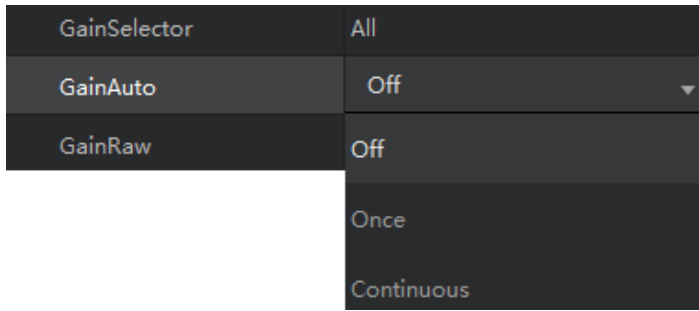 GainSelector All
GainAuto Off
GainRaw Off
Once
Continuous